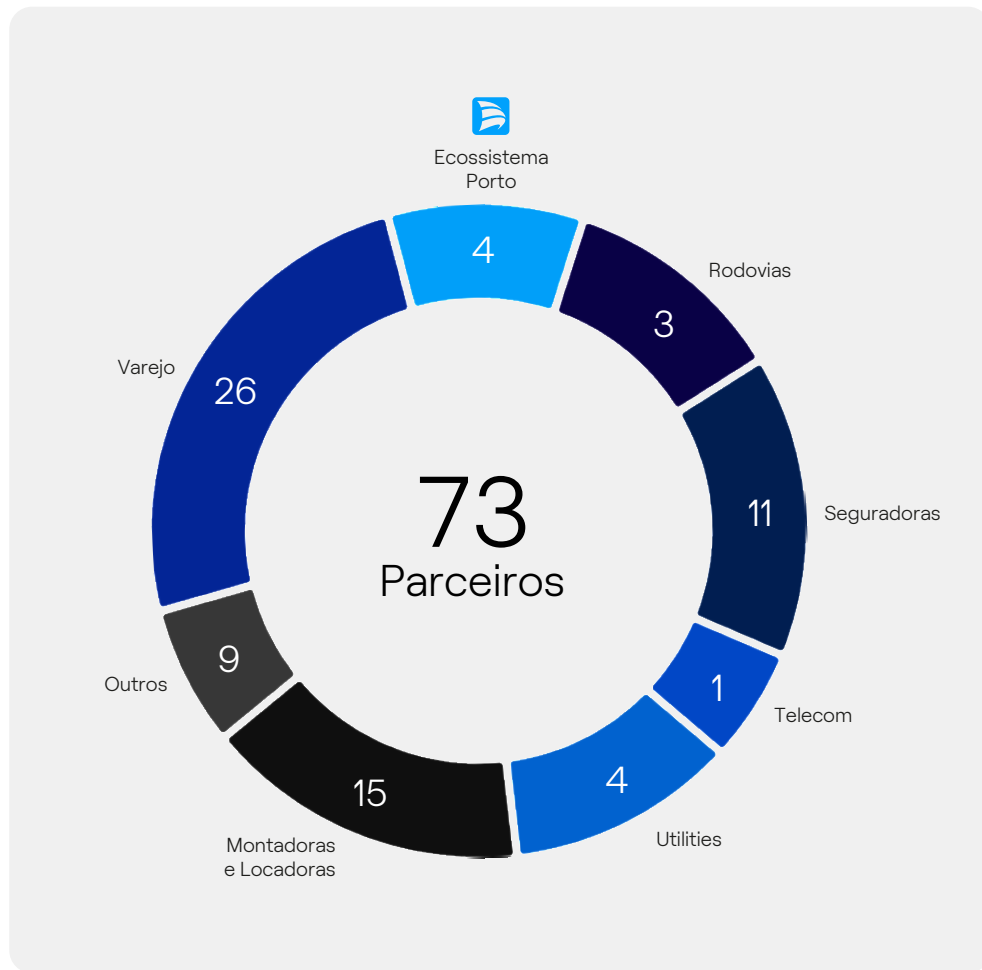 Ecossistema
Porto
4
Rodovias
3
Varejo
26
11
Seguradoras
73
Parceiros
9
Outros
1
Telecom
4
Utilities
15
Montadoras
e Locadoras